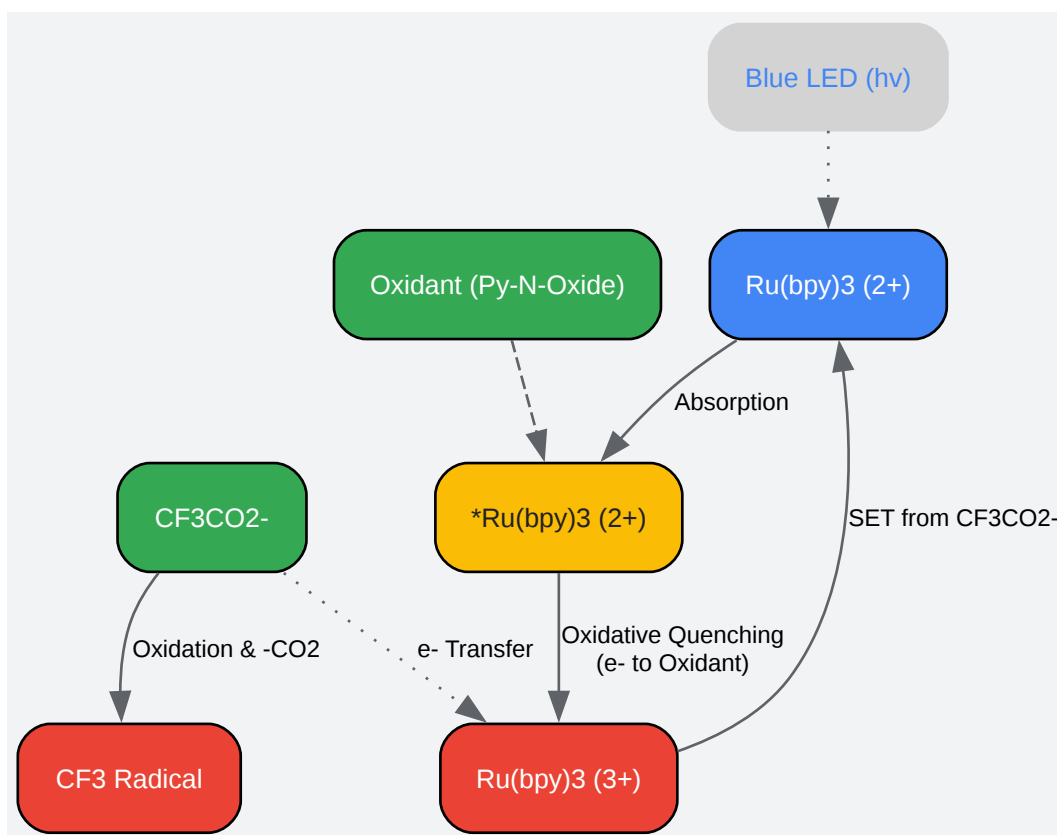 Blue LED (hv)
Oxidant (Py-N-Oxide)
Ru(bpy)3 (2+)
Absorption
CF3CO2-
*Ru(bpy)3 (2+)
SET from CF3CO2-
Oxidation & -CO2
e- Transfer
Oxidative Quenching
(e- to Oxidant)
CF3 Radical
Ru(bpy)3 (3+)